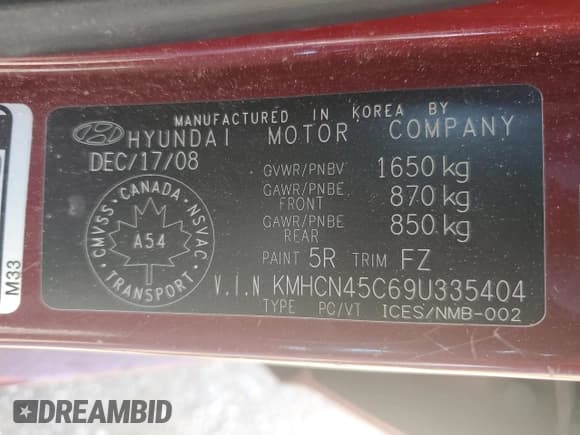 MANUFACTURED IN KOREA BY
HYUNDAI MOTOR COMPANY
DEC/17/08
GVWR/PNBV 1650 kg
GAWR/PNBE FRONT 870 kg
GAWR/PNBE REAR 850 kg
CMVSS · CANADA · NSVAC
A54
TRANSPORT
PAINT 5R TRIM FZ
V.I.N KMHCN45C69U335404
TYPE PC/VT ICES/NMB-002
M33
DREAMBID